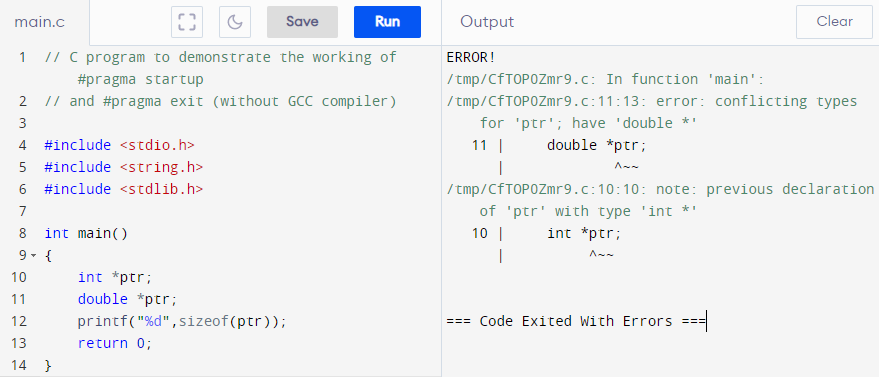 main.c
Save
Run
Output
Clear
1 // C program to demonstrate the working of
#pragma startup
2 // and #pragma exit (without GCC compiler)
3
4 #include <stdio.h>
5 #include <string.h>
6 #include <stdlib.h>
7
8 int main()
9 {
10     int *ptr;
11     double *ptr;
12     printf("%d",sizeof(ptr));
13     return 0;
14 }
ERROR!
/tmp/CfTOP0Zmr9.c: In function 'main':
/tmp/CfTOP0Zmr9.c:11:13: error: conflicting types
for 'ptr'; have 'double *'
11 |     double *ptr;
|             ^~~
/tmp/CfTOP0Zmr9.c:10:10: note: previous declaration
of 'ptr' with type 'int *'
10 |     int *ptr;
|          ^~~
=== Code Exited With Errors ===